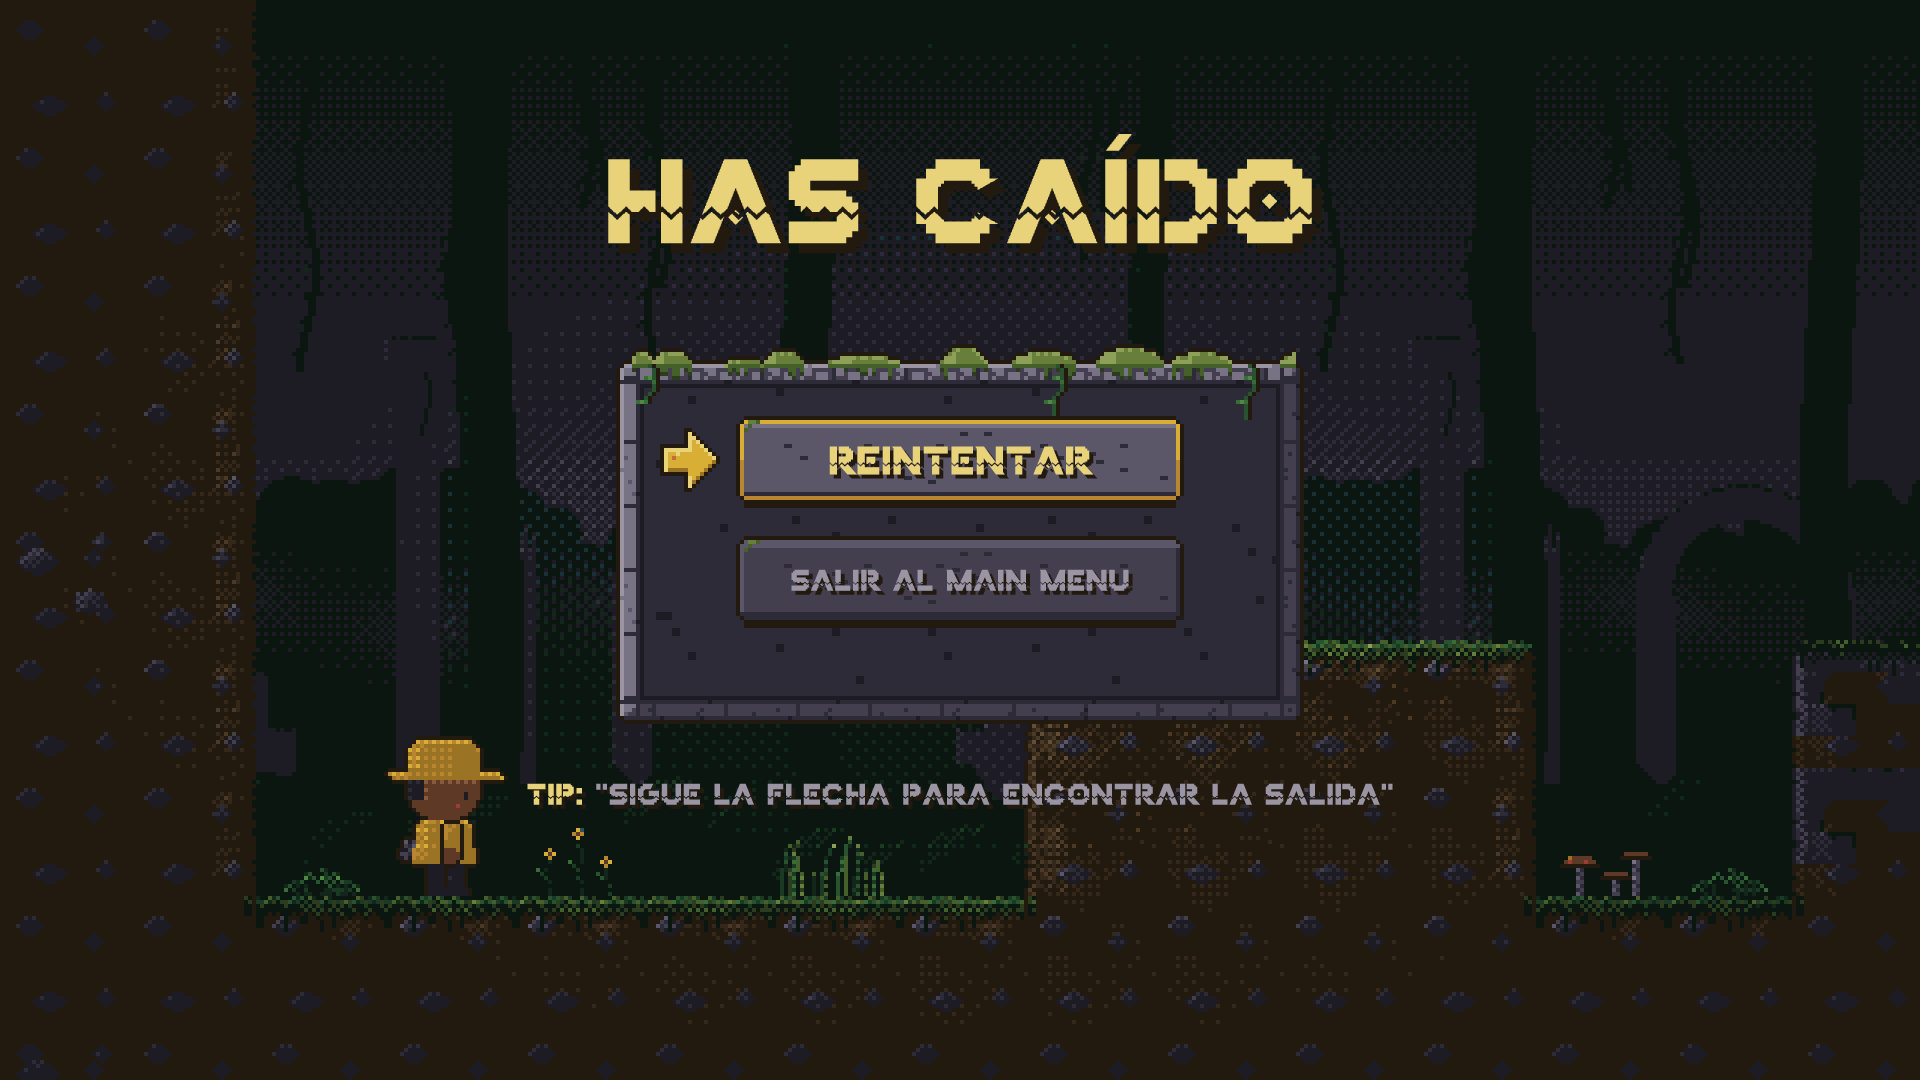 HAS CAÍDO
REINTENTAR
SALIR AL MAIN MENU
TIP: "SIGUE LA FLECHA PARA ENCONTRAR LA SALIDA"